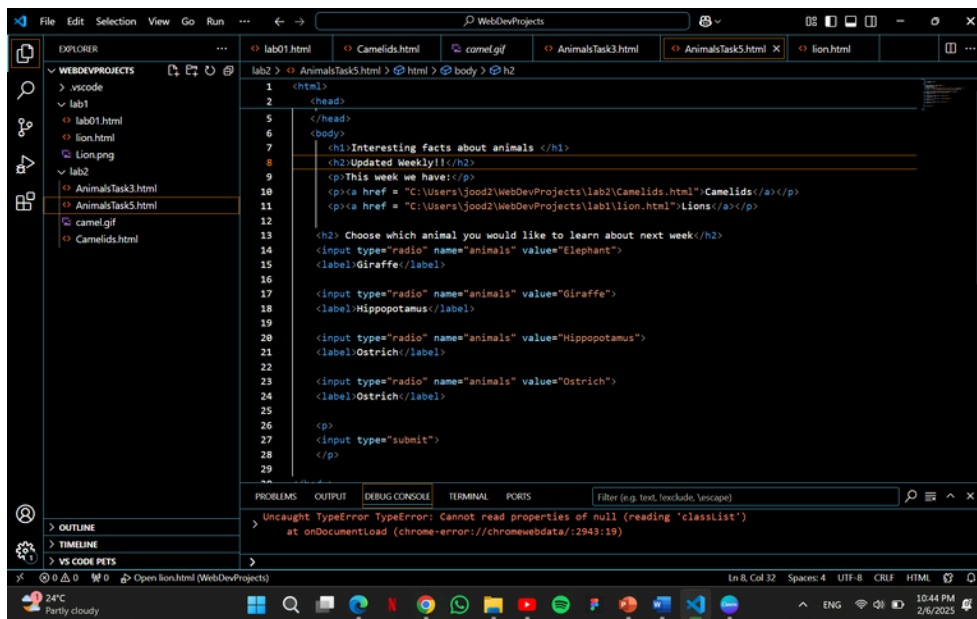 File Edit Selection View Go Run ··· WebDevProjects
EXPLORER ···
WEBDEVPROJECTS
.vscode
lab1
lab01.html
lion.html
Lion.png
lab2
AnimalsTask3.html
AnimalsTask5.html
camel.gif
Camelids.html
OUTLINE
TIMELINE
VS CODE PETS
lab01.html Camelids.html camel.gif AnimalsTask3.html AnimalsTask5.html lion.html
lab2 > AnimalsTask5.html > html > body > h2
1 <html>
2 <head>
5 </head>
6 <body>
7 <h1>Interesting facts about animals </h1>
8 <h2>Updated Weekly!!</h2>
9 <p>This week we have:</p>
10 <p><a href = "C:\Users\jood2\WebDevProjects\lab2\Camelids.html">Camelids</a></p>
11 <p><a href = "C:\Users\jood2\WebDevProjects\lab1\lion.html">Lions</a></p>
12
13 <h2> Choose which animal you would like to learn about next week</h2>
14 <input type="radio" name="animals" value="Elephant">
15 <label>Giraffe</label>
16
17 <input type="radio" name="animals" value="Giraffe">
18 <label>Hippopotamus</label>
19
20 <input type="radio" name="animals" value="Hippopotamus">
21 <label>Ostrich</label>
22
23 <input type="radio" name="animals" value="Ostrich">
24 <label>Ostrich</label>
25
26 <p>
27 <input type="submit">
28 </p>
29
PROBLEMS OUTPUT DEBUG CONSOLE TERMINAL PORTS Filter (e.g. text, !exclude, \escape)
Uncaught TypeError TypeError: Cannot read properties of null (reading 'classList')
at onDocumentLoad (chrome-error://chromewebdata/:2943:19)
0 0 0 Open lion.html (WebDevProjects) Ln 8, Col 32 Spaces: 4 UTF-8 CRLF HTML
1 24°C
Partly cloudy
ENG
10:44 PM
2/6/2025